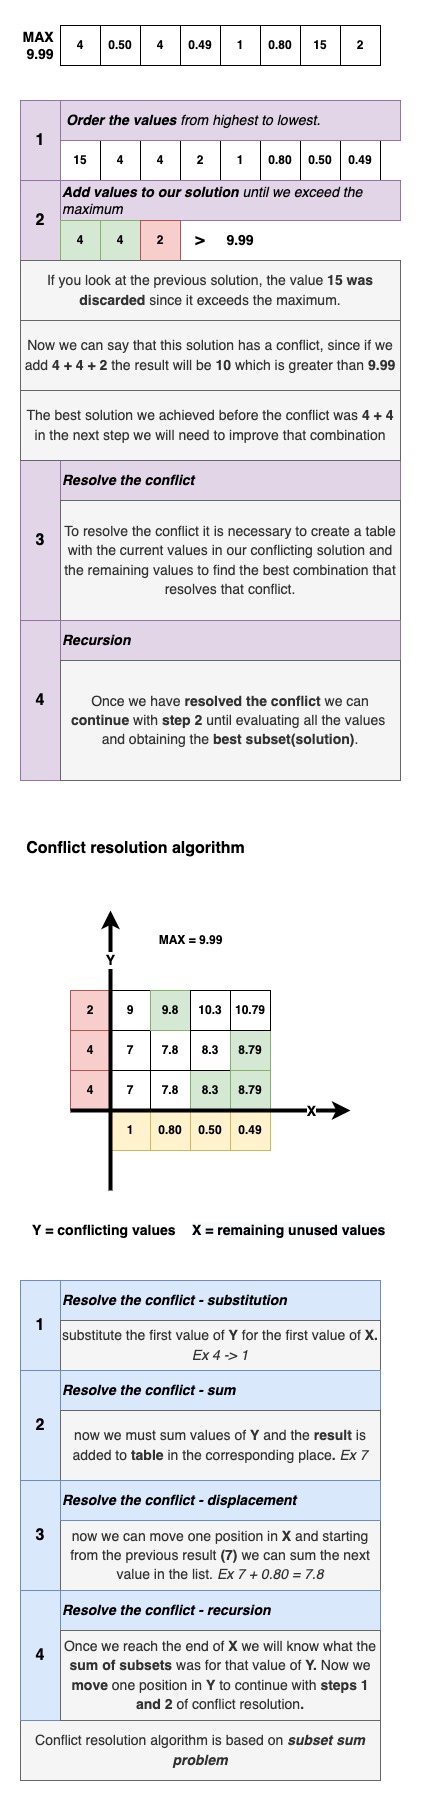 MAX
9.99
4 0.50 4 0.49 1 0.80 15 2
1
Order the values from highest to lowest.
15 4 4 2 1 0.80 0.50 0.49
2
Add values to our solution until we exceed the
maximum
4 4 2 > 9.99
If you look at the previous solution, the value 15 was
discarded since it exceeds the maximum.
Now we can say that this solution has a conflict, since if we
add 4 + 4 + 2 the result will be 10 which is greater than 9.99
The best solution we achieved before the conflict was 4 + 4
in the next step we will need to improve that combination
3
Resolve the conflict
To resolve the conflict it is necessary to create a table
with the current values in our conflicting solution and
the remaining values to find the best combination that
resolves that conflict.
4
Recursion
Once we have resolved the conflict we can
continue with step 2 until evaluating all the values
and obtaining the best subset(solution).
Conflict resolution algorithm
MAX = 9.99
Y
2 9 9.8 10.3 10.79
4 7 7.8 8.3 8.79
4 7 7.8 8.3 8.79
X
1 0.80 0.50 0.49
Y = conflicting values X = remaining unused values
1
Resolve the conflict - substitution
substitute the first value of Y for the first value of X.
Ex 4 -> 1
2
Resolve the conflict - sum
now we must sum values of Y and the result is
added to table in the corresponding place. Ex 7
3
Resolve the conflict - displacement
now we can move one position in X and starting
from the previous result (7) we can sum the next
value in the list. Ex 7 + 0.80 = 7.8
4
Resolve the conflict - recursion
Once we reach the end of X we will know what the
sum of subsets was for that value of Y. Now we
move one position in Y to continue with steps 1
and 2 of conflict resolution.
Conflict resolution algorithm is based on subset sum
problem